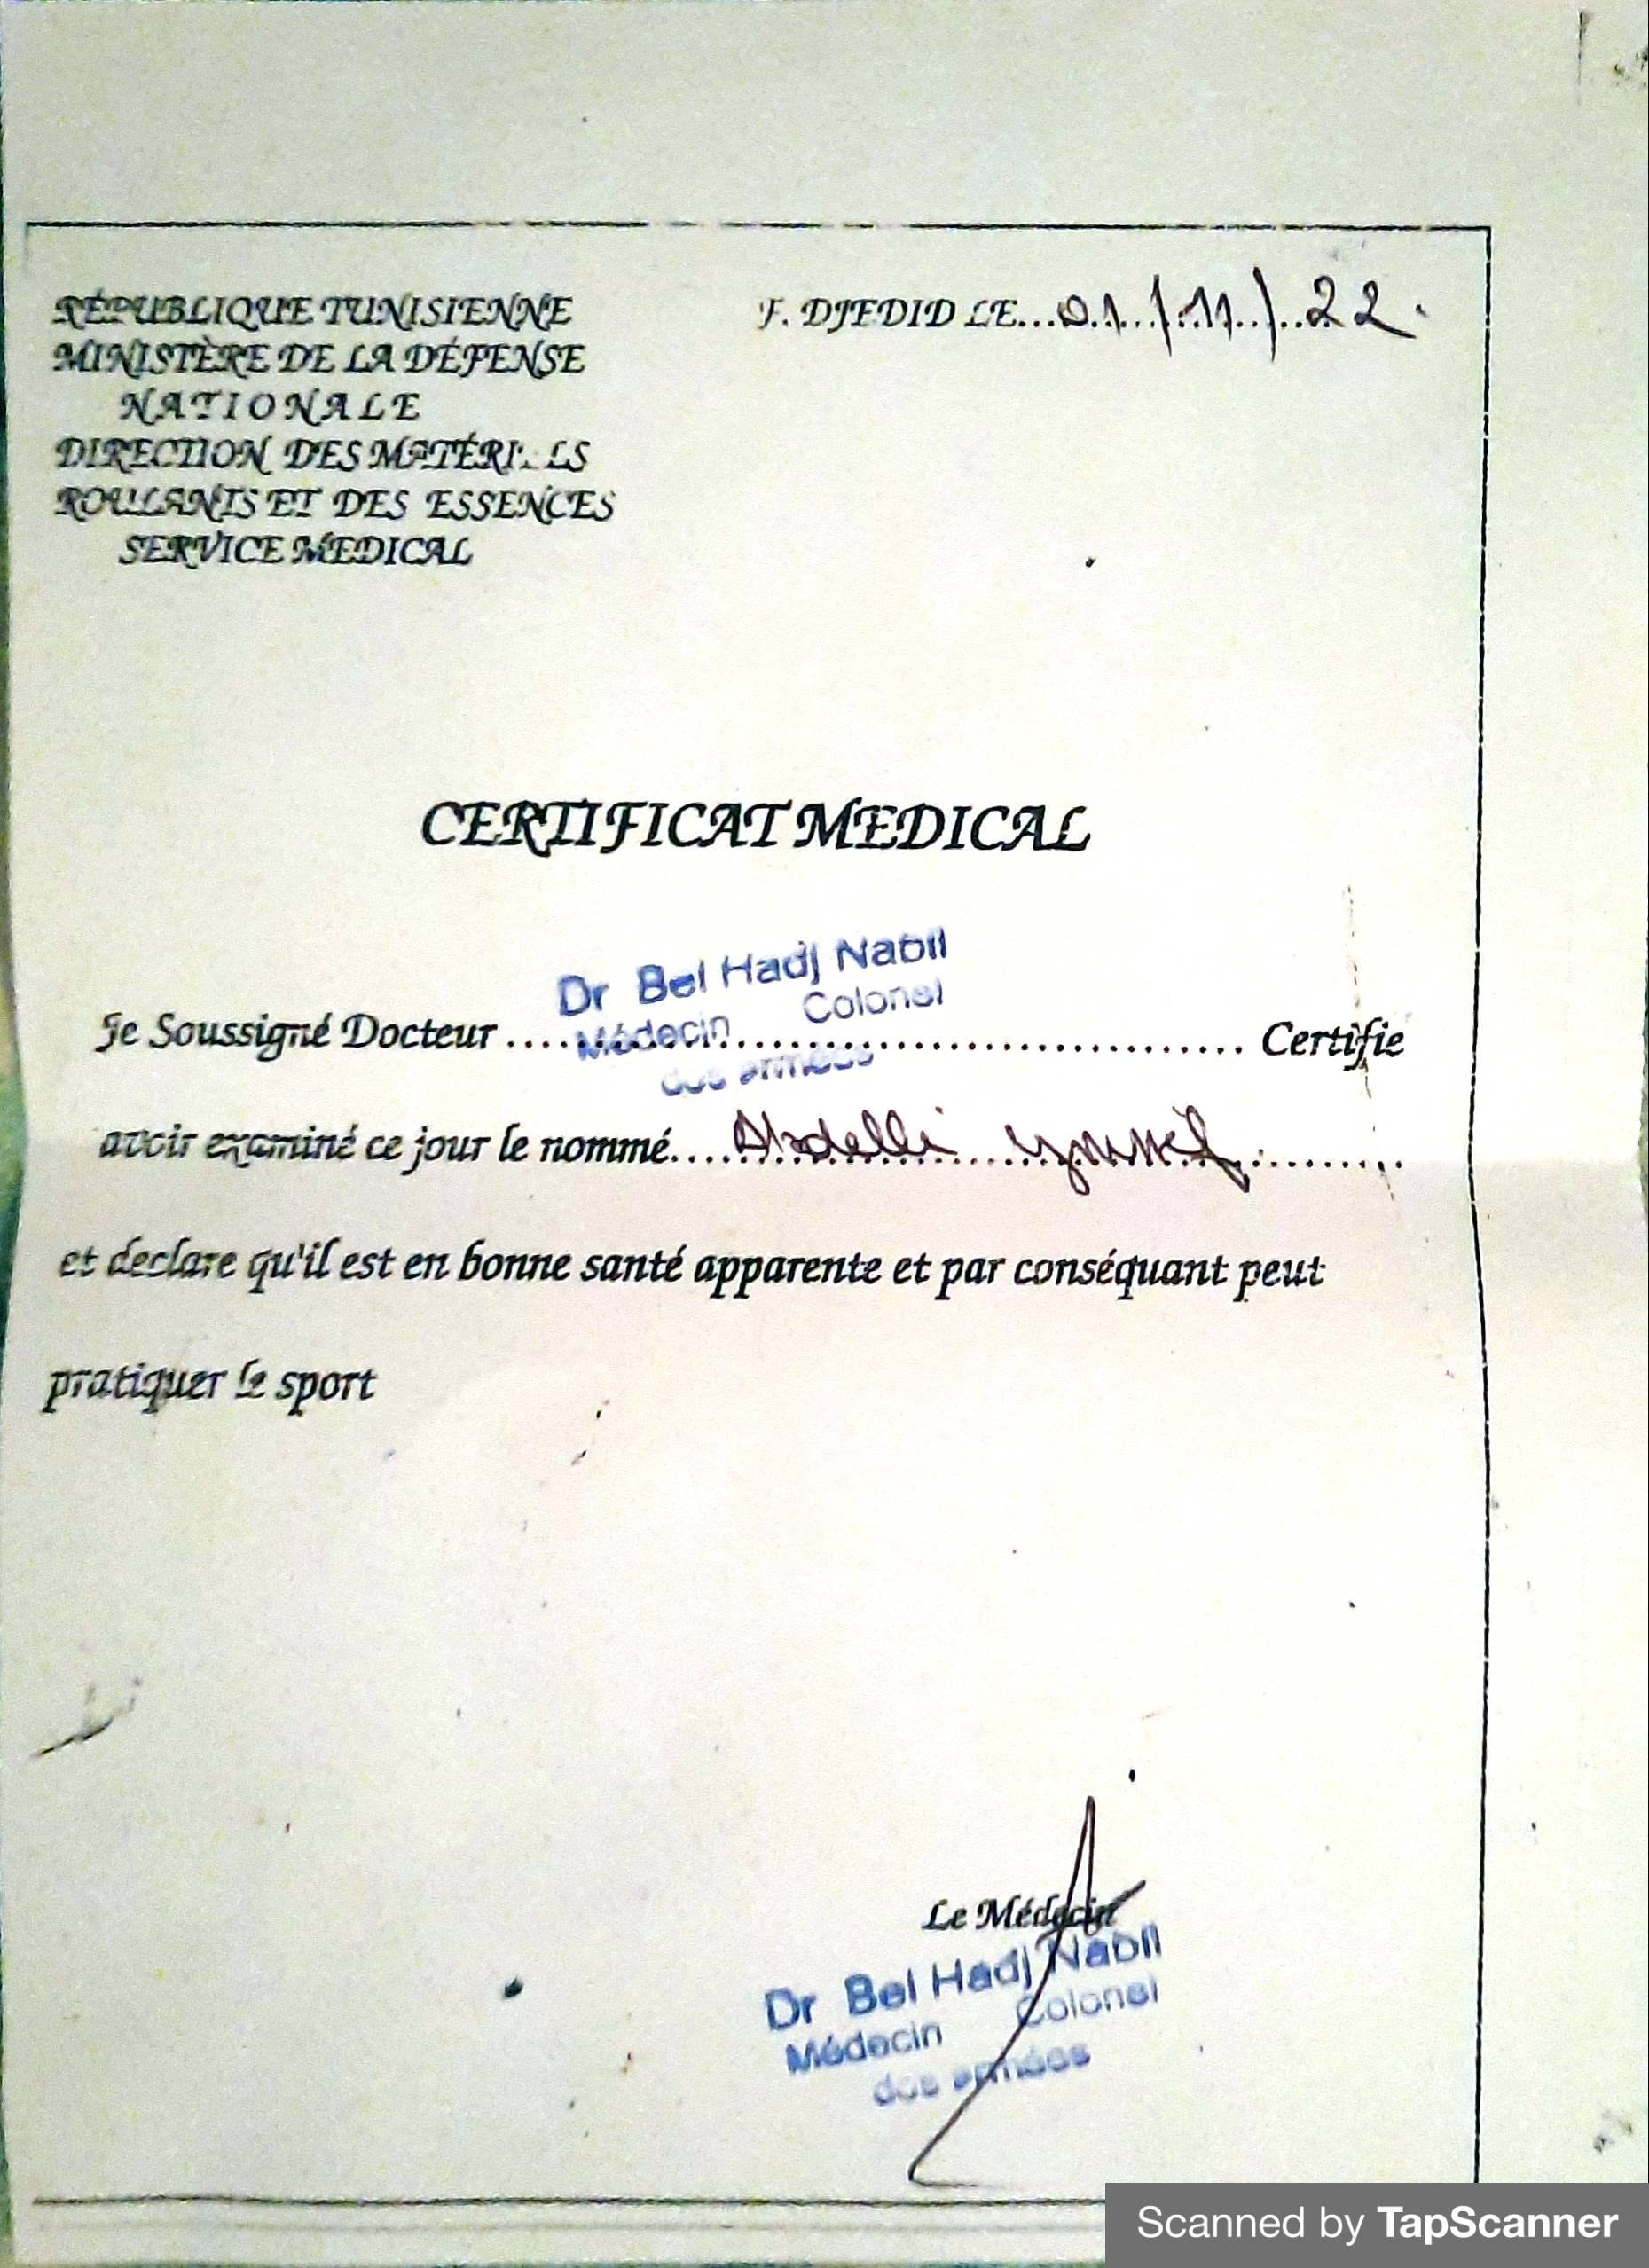 RÉPUBLIQUE TUNISIENNE
MINISTÈRE DE LA DÉFENSE
NATIONALE
DIRECTION DES MATÉRIELS
ROULANTS ET DES ESSENCES
SERVICE MEDICAL
F. DJEDID LE...01/11/22.
CERTIFICAT MEDICAL
Dr Bel Hadj Nabil
Médecin Colonel
des armées
Je Soussigné Docteur ........................................ Certifie
avoir examiné ce jour le nommé.... Abdelli
et declare qu'il est en bonne santé apparente et par conséquant peut
pratiquer le sport
Le Médecin
Dr Bel Hadj Nabil
Médecin Colonel
des armées
Scanned by TapScanner